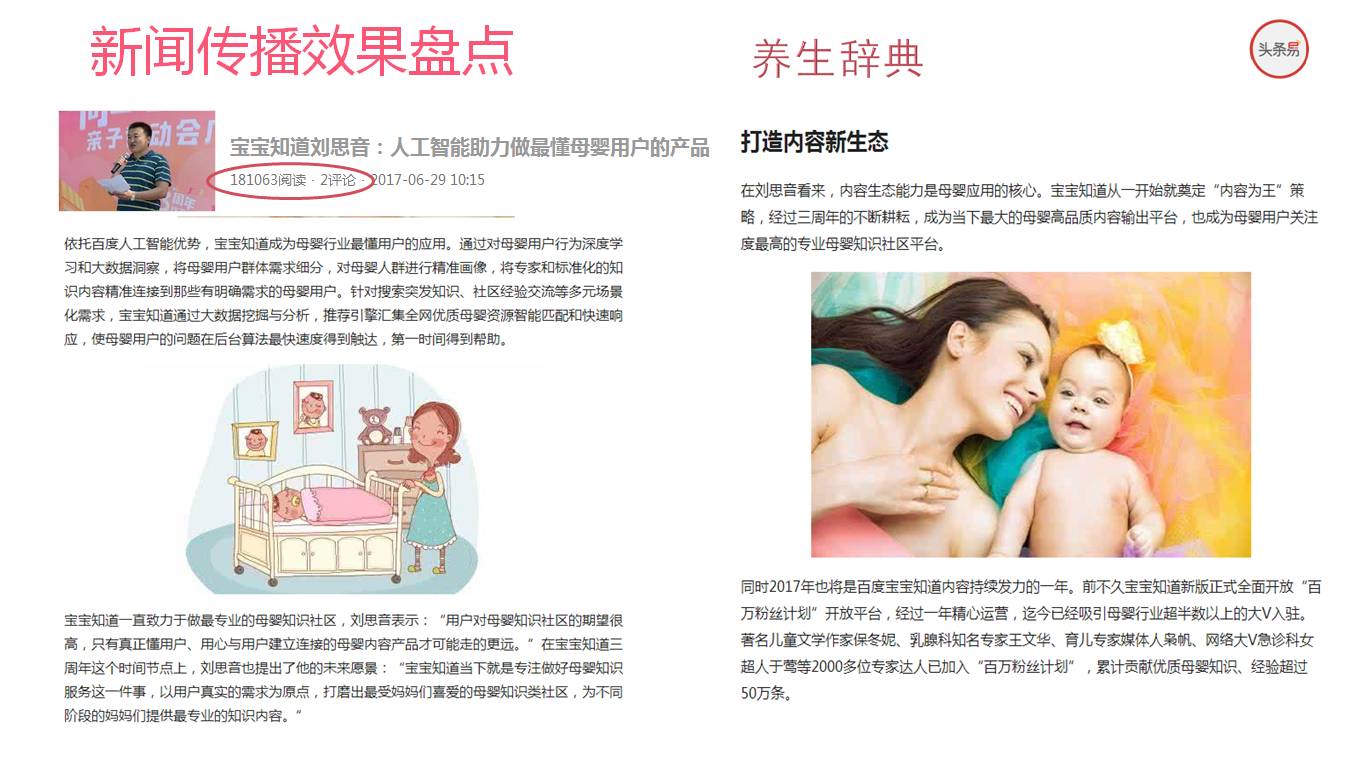 新闻传播效果盘点
养生辞典
头条易
亲子
动会
周年
宝宝知道刘思音：人工智能助力做最懂母婴用户的产品
181063阅读 · 2评论 · 2017-06-29 10:15
依托百度人工智能优势，宝宝知道成为母婴行业最懂用户的应用。通过对母婴用户行为深度学
习和大数据洞察，将母婴用户群体需求细分，对母婴人群进行精准画像，将专家和标准化的知
识内容精准连接到那些有明确需求的母婴用户。针对搜索突发知识、社区经验交流等多元场景
化需求，宝宝知道通过大数据挖掘与分析，推荐引擎汇集全网优质母婴资源智能匹配和快速响
应，使母婴用户的问题在后台算法最快速度得到触达，第一时间得到帮助。
宝宝知道一直致力于做最专业的母婴知识社区，刘思音表示：“用户对母婴知识社区的期望很
高，只有真正懂用户、用心与用户建立连接的母婴内容产品才可能走的更远。“ 在宝宝知道三
周年这个时间节点上，刘思音也提出了他的未来愿景：“宝宝知道当下就是专注做好母婴知识
服务这一件事，以用户真实的需求为原点，打磨出最受妈妈们喜爱的母婴知识类社区，为不同
阶段的妈妈们提供最专业的知识内容。“
打造内容新生态
在刘思音看来，内容生态能力是母婴应用的核心。宝宝知道从一开始就奠定“内容为王”策
略，经过三周年的不断耕耘，成为当下最大的母婴高品质内容输出平台，也成为母婴用户关注
度最高的专业母婴知识社区平台。
同时2017年也将是百度宝宝知道内容持续发力的一年。前不久宝宝知道新版正式全面开放“百
万粉丝计划”开放平台，经过一年精心运营，迄今已经吸引母婴行业超半数以上的大V入驻。
著名儿童文学作家保冬妮、乳腺科知名专家王文华、育儿专家媒体人枭帆、网络大V急诊科女
超人于莺等2000多位专家达人已加入“百万粉丝计划”，累计贡献优质母婴知识、经验超过
50万条。